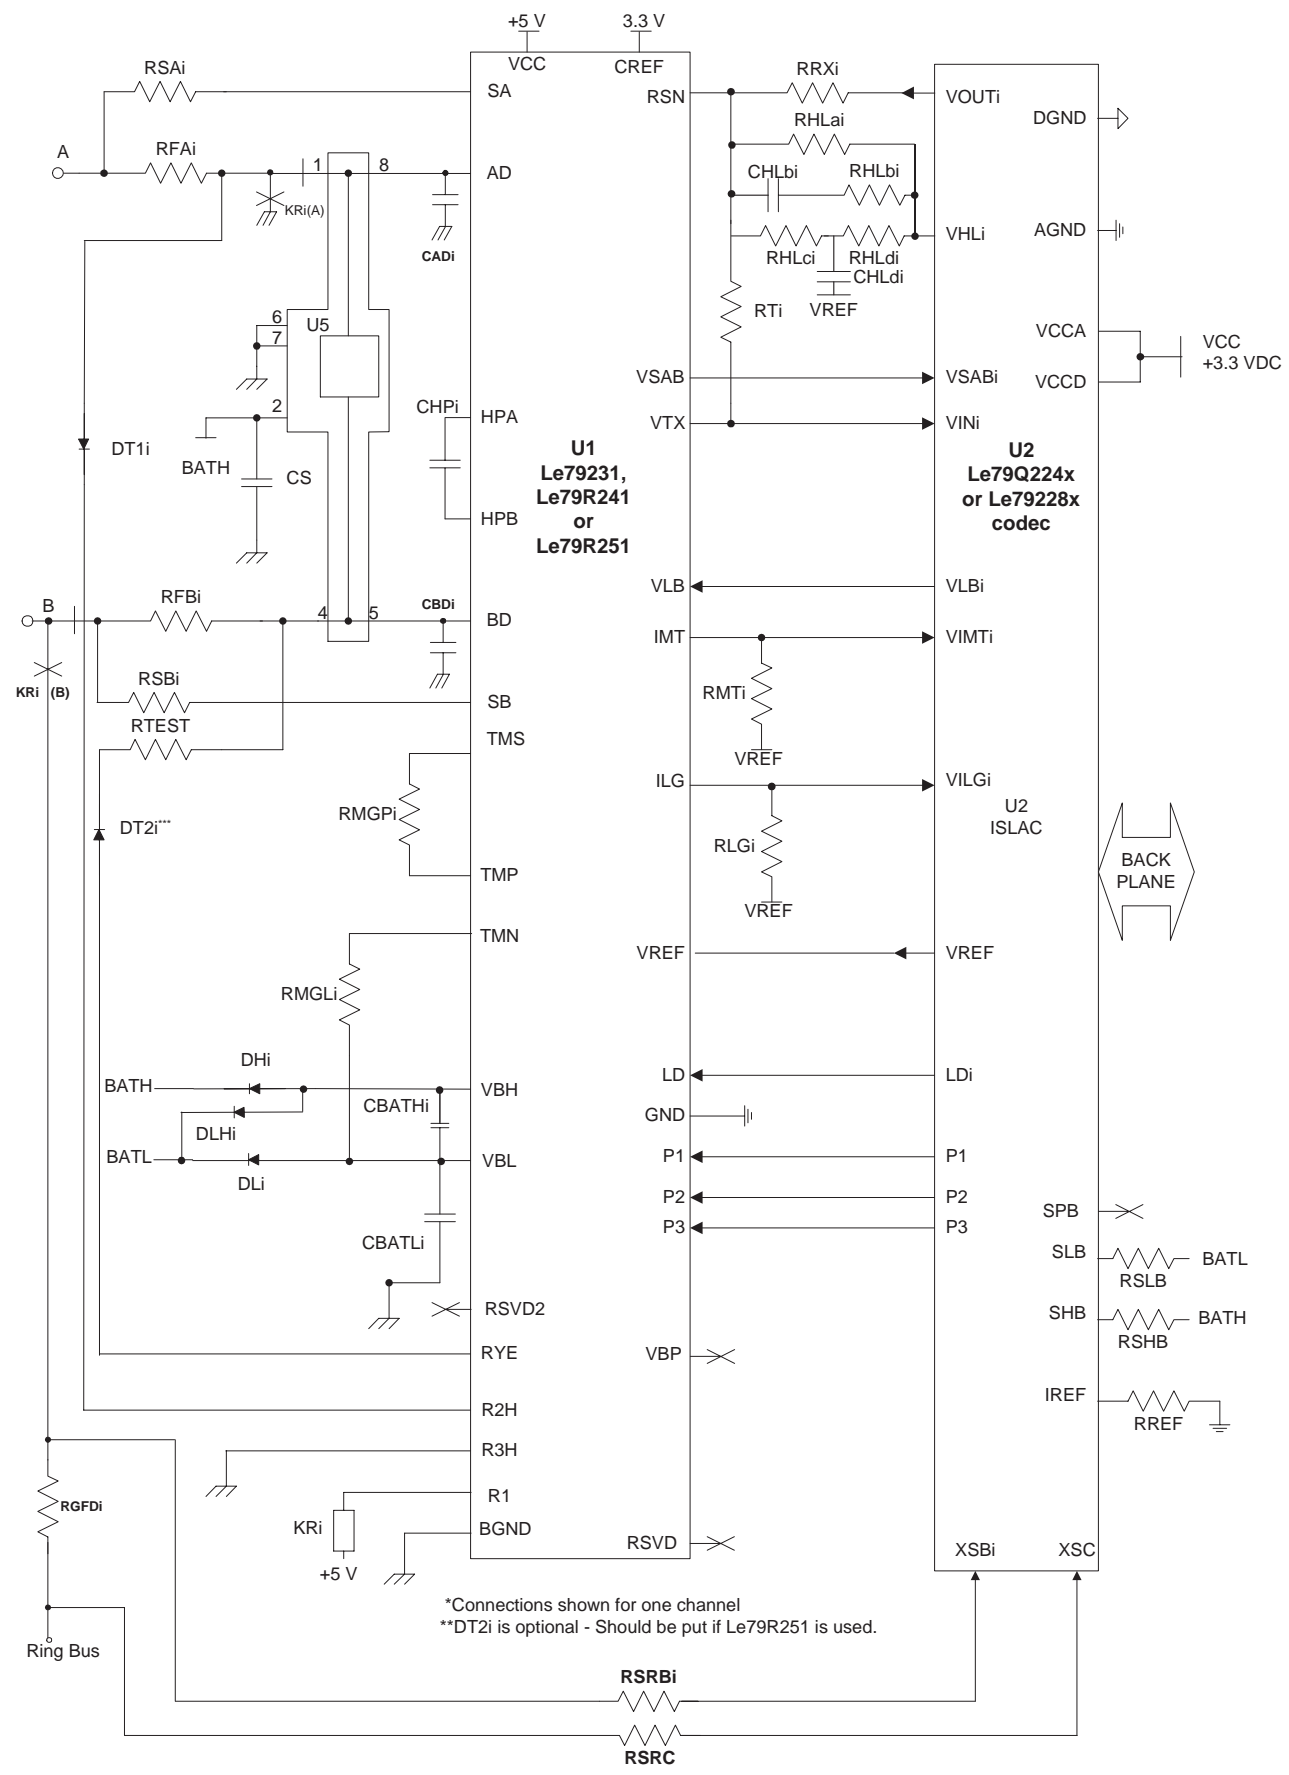 +5 V
3.3 V
VCC
CREF
RSAi
SA
RSN
RRXi
VOUTi
DGND
RHLai
A
RFAi
1
8
AD
KRi(A)
CHLbi
RHLbi
CADi
RHLci
RHLdi
VHLi
AGND
CHLdi
VREF
RTi
6
7
U5
VCCA
VCC
+3.3 VDC
VCCD
VSAB
VSABi
2
CHPi
HPA
VTX
VINi
DT1i
BATH
CS
HPB
U1
Le79231,
Le79R241
or
Le79R251
U2
Le79Q224x
or Le79228x
codec
VLB
VLBi
B
RFBi
4
5
CBDi
BD
IMT
VIMTi
KRi (B)
RSBi
SB
RMTi
RTEST
TMS
VREF
ILG
VILGi
U2
ISLAC
RMGPi
DT2i***
RLGi
BACK
PLANE
TMP
VREF
TMN
VREF
VREF
RMGLi
DHi
BATH
VBH
LD
LDi
CBATHi
DLHi
GND
BATL
VBL
P1
P1
DLi
P2
P2
SPB
CBATLi
P3
P3
SLB
RSLB
BATL
RSVD2
SHB
RSHB
BATH
RYE
VBP
IREF
RREF
R2H
R3H
RGFDi
R1
KRi
+5 V
BGND
RSVD
XSBi
XSC
*Connections shown for one channel
**DT2i is optional - Should be put if Le79R251 is used.
Ring Bus
RSRBi
RSRC